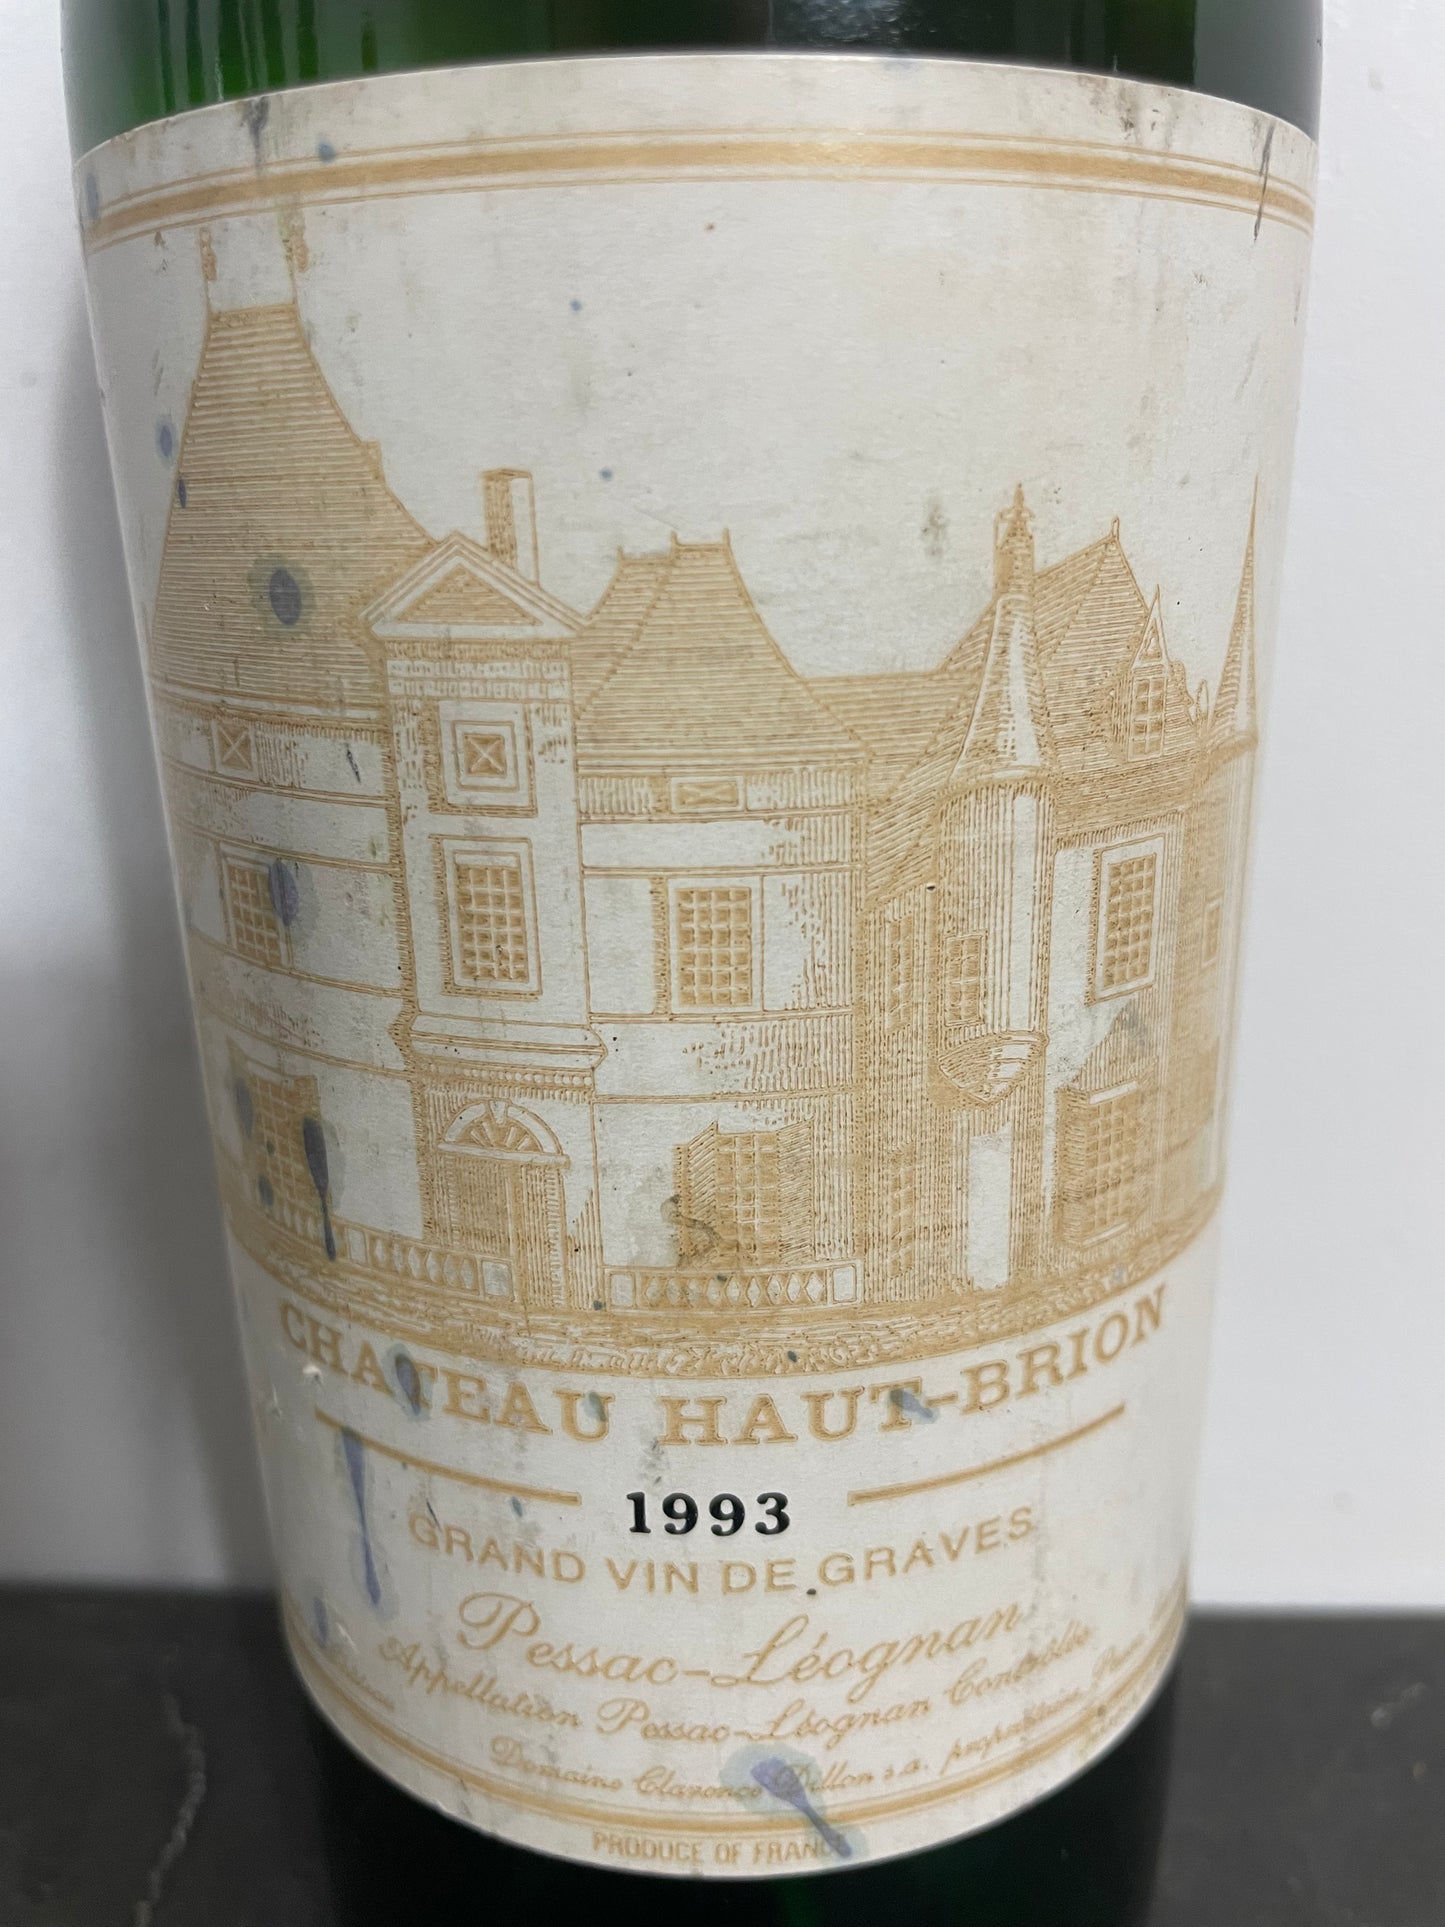 CHATEAU HAUT-BRION
1993
GRAND VIN DE GRAVES
Pessac-Léognan
Appellation Pessac-Léognan Contrôlée
Domaine Clarence Dillon s.a. propriétaire
PRODUCE OF FRANCE